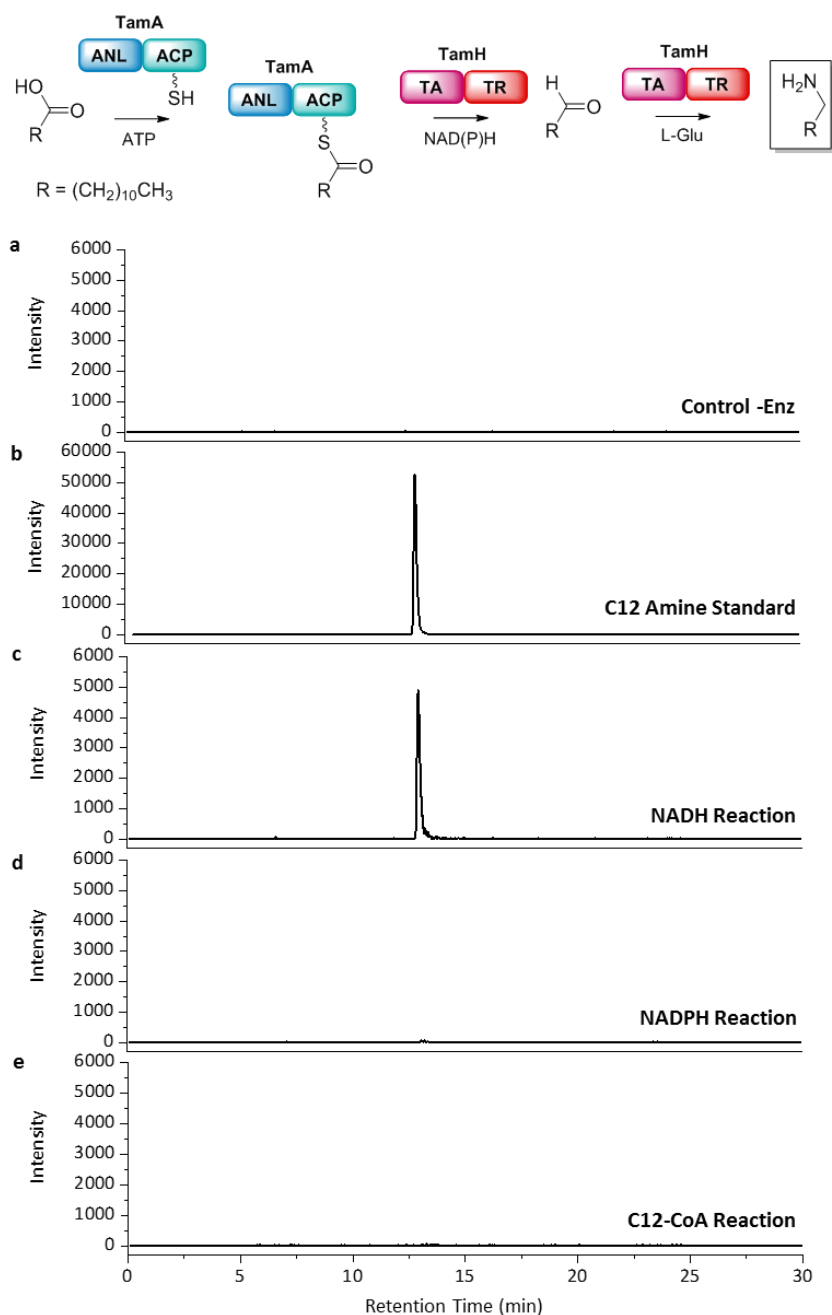 TamA
ANL ACP
SH
HO
O
R
ATP
R = (CH2)10CH3
TamA
ANL ACP
S
O
R
TamH
TA TR
NAD(P)H
H
O
R
TamH
TA TR
L-Glu
H2N
R
a
6000
5000
4000
3000
2000
1000
0
Intensity
Control -Enz
b
60000
50000
40000
30000
20000
10000
0
Intensity
C12 Amine Standard
c
6000
5000
4000
3000
2000
1000
0
Intensity
NADH Reaction
d
6000
5000
4000
3000
2000
1000
0
Intensity
NADPH Reaction
e
6000
5000
4000
3000
2000
1000
0
Intensity
C12-CoA Reaction
0 5 10 15 20 25 30
Retention Time (min)